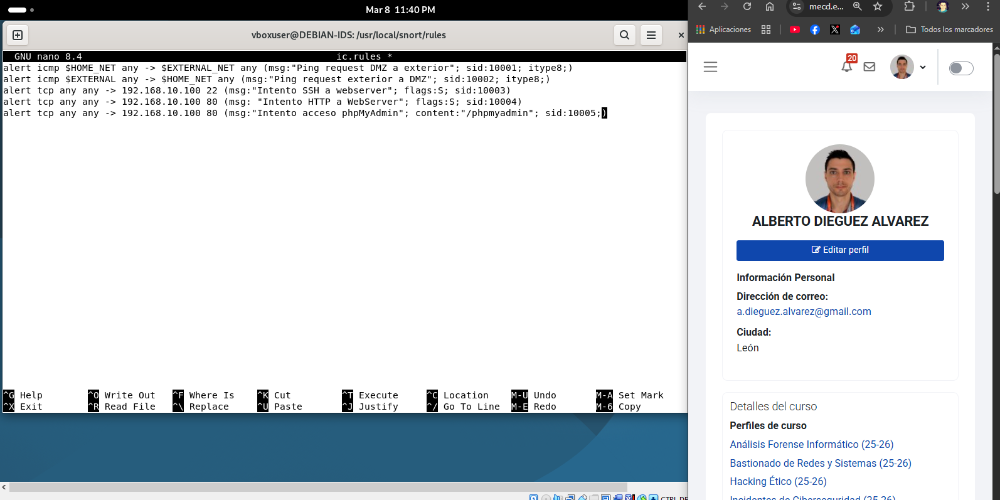 Mar 8 11:40 PM
vboxuser@DEBIAN-IDS: /usr/local/snort/rules
GNU nano 8.4 ic.rules *
alert icmp $HOME_NET any -> $EXTERNAL_NET any (msg:"Ping request DMZ a exterior"; sid:10001; itype8;)
alert icmp $EXTERNAL any -> $HOME_NET any (msg:"Ping request exterior a DMZ"; sid:10002; itype8;)
alert tcp any any -> 192.168.10.100 22 (msg:"Intento SSH a webserver"; flags:S; sid:10003)
alert tcp any any -> 192.168.10.100 80 (msg: "Intento HTTP a WebServer"; flags:S; sid:10004)
alert tcp any any -> 192.168.10.100 80 (msg:"Intento acceso phpMyAdmin"; content:"/phpmyadmin"; sid:10005;)
^G Help ^O Write Out ^F Where Is ^K Cut ^T Execute ^C Location M-U Undo M-A Set Mark
^X Exit ^R Read File ^\ Replace ^U Paste ^J Justify ^/ Go To Line M-E Redo M-6 Copy
mecd.e...
Aplicaciones
Todos los marcadores
20
ALBERTO DIEGUEZ ALVAREZ
Editar perfil
Información Personal
Dirección de correo:
a.dieguez.alvarez@gmail.com
Ciudad:
León
Detalles del curso
Perfiles de curso
Análisis Forense Informático (25-26)
Bastionado de Redes y Sistemas (25-26)
Hacking Ético (25-26)
Incidentes de Ciberseguridad (25-26)